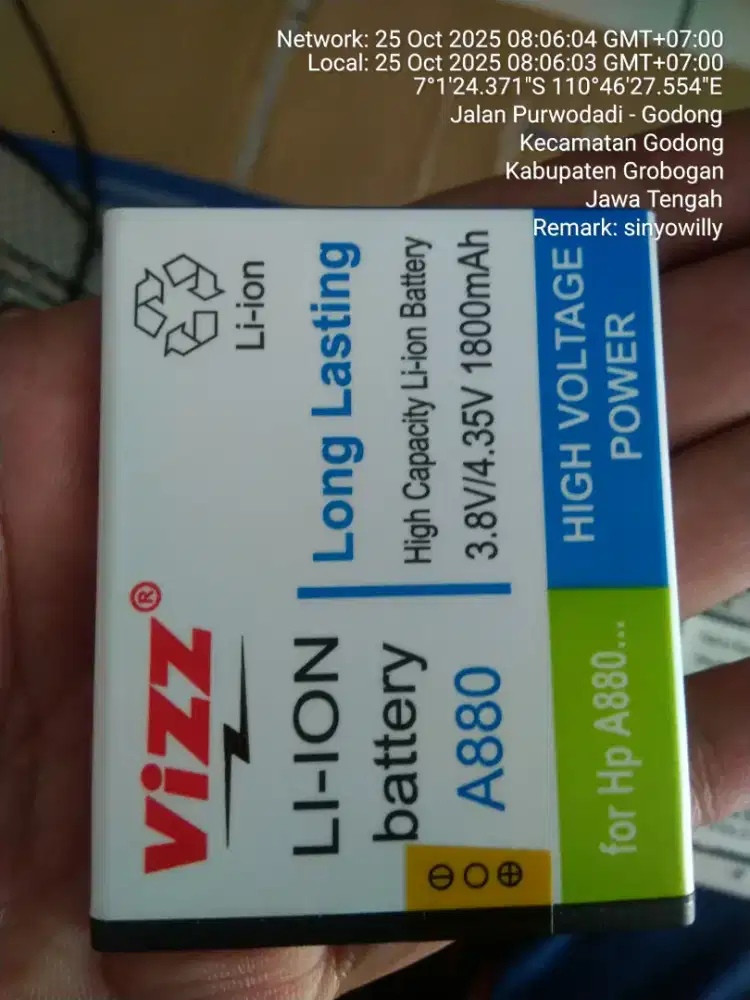 Network: 25 Oct 2025 08:06:04 GMT+07:00
Local: 25 Oct 2025 08:06:03 GMT+07:00
7°1'24.371"S 110°46'27.554"E
Jalan Purwodadi - Godong
Kecamatan Godong
Kabupaten Grobogan
Jawa Tengah
Remark: sinyowilly
vizz®
Li-ion
LI-ION
battery
A880
Long Lasting
High Capacity Li-ion Battery
3.8V/4.35V 1800mAh
for Hp A880...
HIGH VOLTAGE
POWER